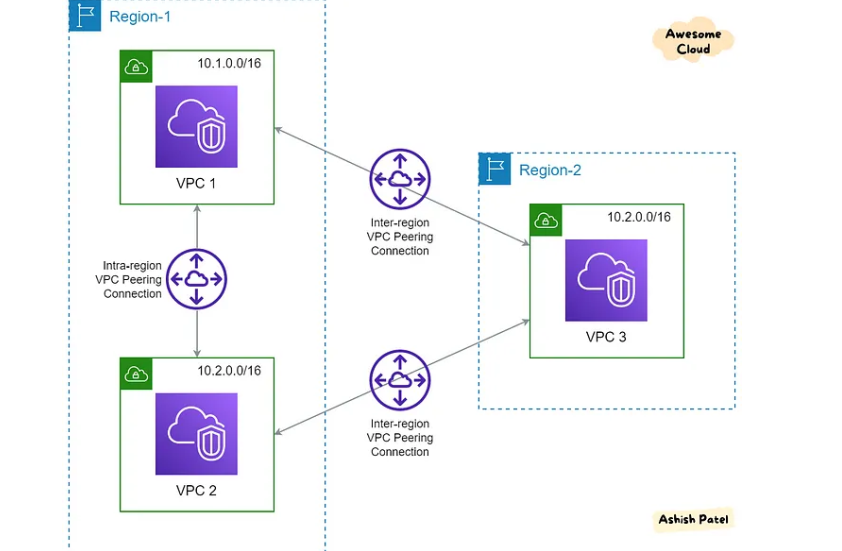 Region-1
Awesome
Cloud
10.1.0.0/16
VPC 1
Inter-region
VPC Peering
Connection
Region-2
10.2.0.0/16
VPC 3
Intra-region
VPC Peering
Connection
10.2.0.0/16
VPC 2
Inter-region
VPC Peering
Connection
Ashish Patel